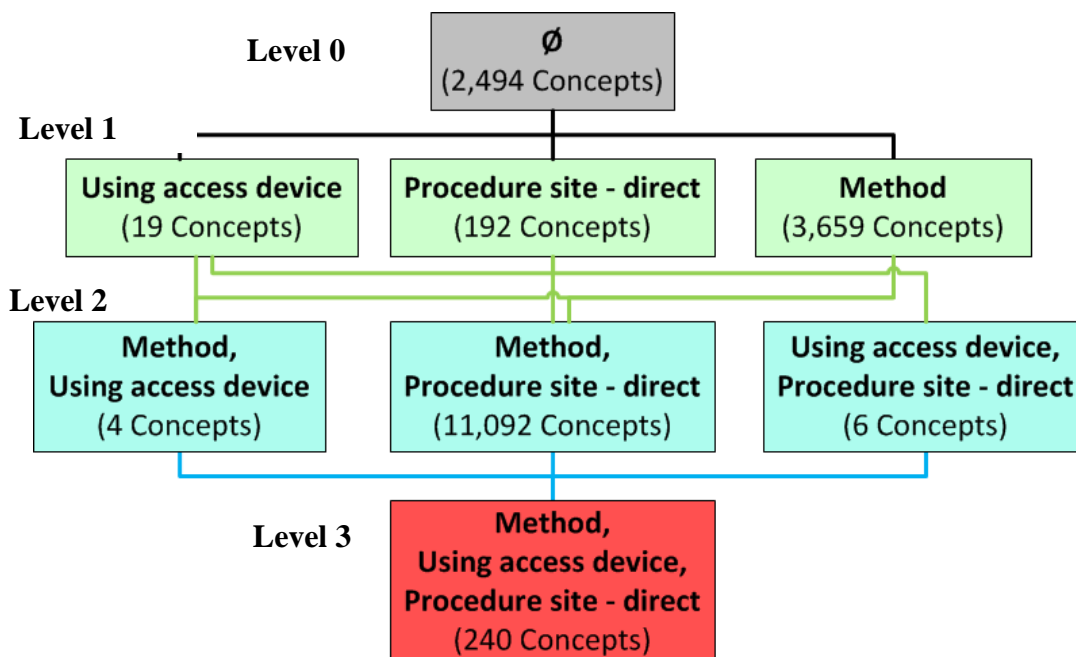 Level 0
Ø
(2,494 Concepts)
Level 1
Using access device
(19 Concepts)
Procedure site - direct
(192 Concepts)
Method
(3,659 Concepts)
Level 2
Method,
Using access device
(4 Concepts)
Method,
Procedure site - direct
(11,092 Concepts)
Using access device,
Procedure site - direct
(6 Concepts)
Level 3
Method,
Using access device,
Procedure site - direct
(240 Concepts)